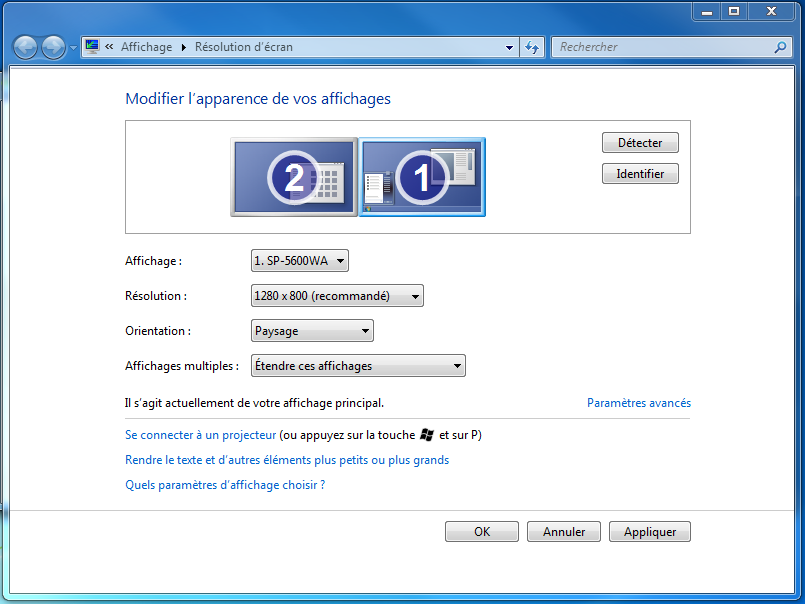 « Affichage ▸ Résolution d'écran
Rechercher
Modifier l'apparence de vos affichages
2 1
Détecter
Identifier
Affichage : 1. SP-5600WA
Résolution : 1280 x 800 (recommandé)
Orientation : Paysage
Affichages multiples : Étendre ces affichages
Il s'agit actuellement de votre affichage principal. Paramètres avancés
Se connecter à un projecteur (ou appuyez sur la touche et sur P)
Rendre le texte et d'autres éléments plus petits ou plus grands
Quels paramètres d'affichage choisir ?
OK Annuler Appliquer